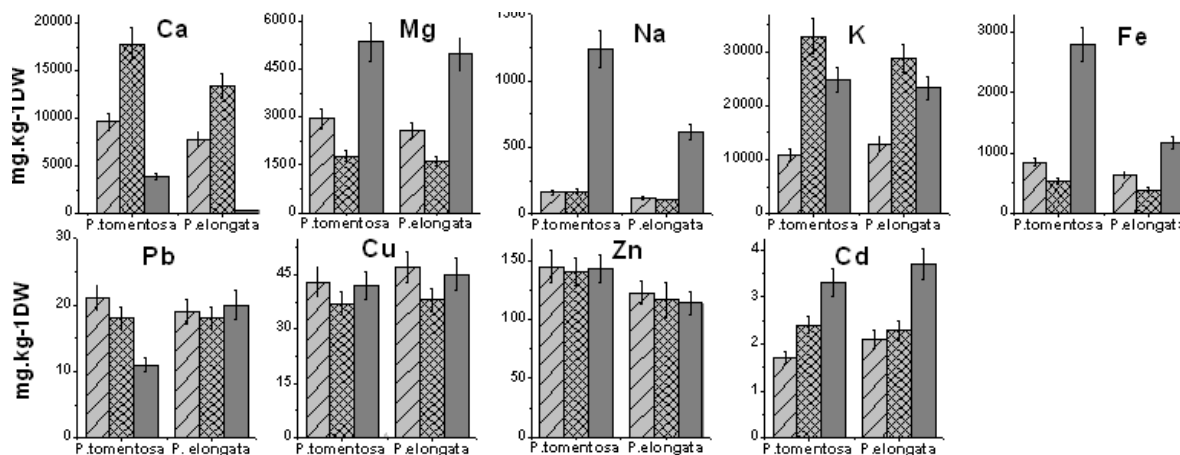 mg.kg-1DW
Ca
20000
15000
10000
5000
0
P.tomentosa P.elongata
Mg
6000
4500
3000
1500
0
P.tomentosa P.elongata
Na
1500
1000
500
0
P.tomentosa P.elongata
K
30000
20000
10000
0
P.tomentosa P.elongata
Fe
3000
2000
1000
0
P.tomentosa P.elongata
mg.kg-1DW
Pb
30
20
10
0
P.tomentosa P.elongata
Cu
45
30
15
0
P.tomentosa P.elongata
Zn
150
100
50
0
P.tomentosa P.elongata
Cd
4
3
2
1
0
P.tomentosa P.elongata